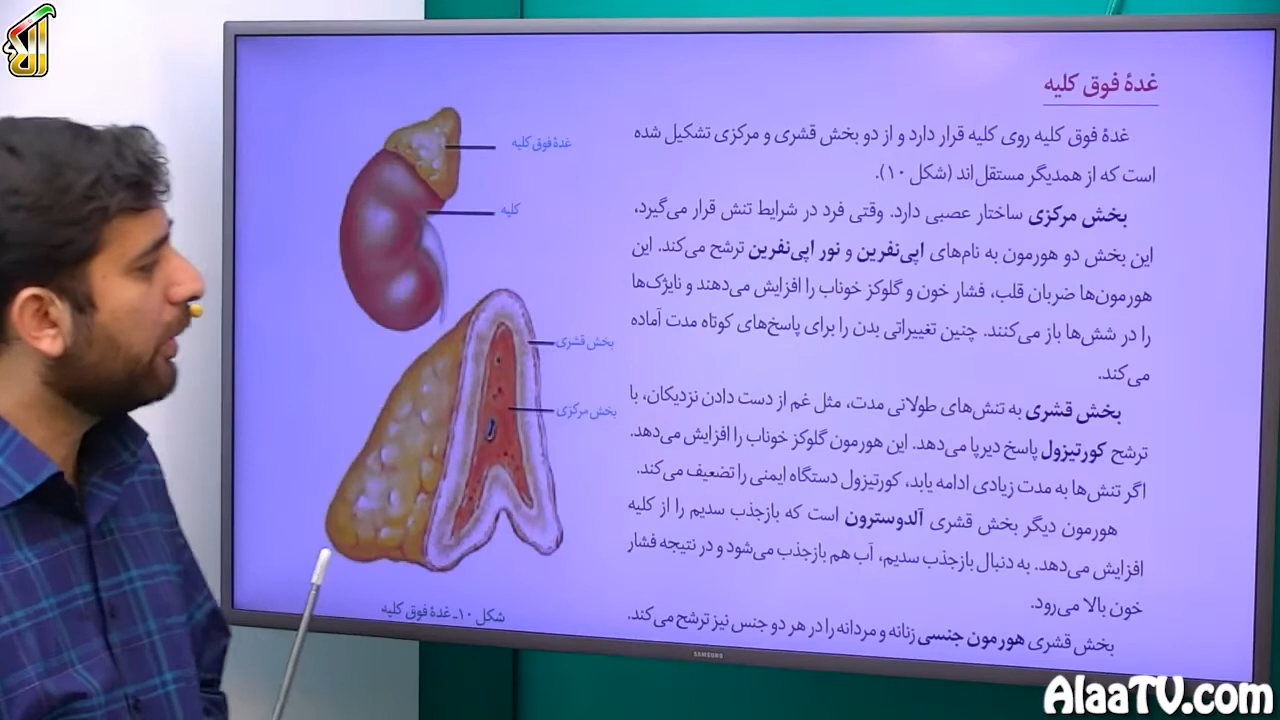 غدهٔ فوق کلیه
غدهٔ فوق کلیه روی کلیه قرار دارد و از دو بخش قشری و مرکزی تشکیل شده
است که از همدیگر مستقل‌اند (شکل ۱۰).
بخش مرکزی ساختار عصبی دارد. وقتی فرد در شرایط تنش قرار می‌گیرد،
این بخش دو هورمون به نام‌های اپی‌نفرین و نور اپی‌نفرین ترشح می‌کند. این
هورمون‌ها ضربان قلب، فشار خون و گلوکز خوناب را افزایش می‌دهند و نایژک‌ها
را در شش‌ها باز می‌کنند. چنین تغییراتی بدن را برای پاسخ‌های کوتاه مدت آماده
می‌کند.
بخش قشری به تنش‌های طولانی مدت، مثل غم از دست دادن نزدیکان، با
ترشح کورتیزول پاسخ دیرپا می‌دهد. این هورمون گلوکز خوناب را افزایش می‌دهد.
اگر تنش‌ها به مدت زیادی ادامه یابد، کورتیزول دستگاه ایمنی را تضعیف می‌کند.
هورمون دیگر بخش قشری آلدوسترون است که بازجذب سدیم را از کلیه
افزایش می‌دهد. به دنبال بازجذب سدیم، آب هم بازجذب می‌شود و در نتیجه فشار
خون بالا می‌رود.
بخش قشری هورمون جنسی زنانه و مردانه را در هر دو جنس نیز ترشح می‌کند.
غدهٔ فوق کلیه
کلیه
بخش قشری
بخش مرکزی
شکل ۱۰ـ غدهٔ فوق کلیه
SAMSUNG
AlaaTV.com